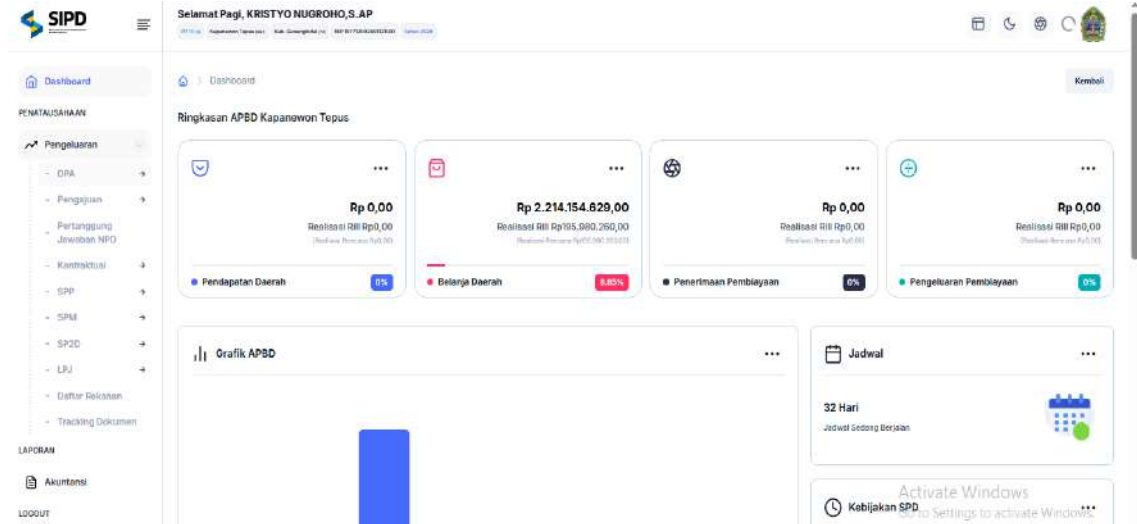 SIPD
Selamat Pagi, KRISTYO NUGROHO,S.AP
Dashboard
Dashboard
Kembali
PENATAUSAHAAN
Ringkasan APBD Kapanewon Tepus
Pengeluaran
DPA
Pengajuan
Pertanggung
Jawaban NPD
Kontraktual
SPP
SPM
SP2D
LPJ
Daftar Rekanan
Tracking Dokumen
LAPORAN
Akuntansi
LOGOUT
Rp 0,00
Realisasi Rill Rp0,00
Pendapatan Daerah
0%
Rp 2.214.154.629,00
Realisasi Rill Rp195.980.260,00
Belanja Daerah
8.85%
Rp 0,00
Realisasi Rill Rp0,00
Penerimaan Pembiayaan
0%
Rp 0,00
Realisasi Rill Rp0,00
Pengeluaran Pembiayaan
0%
Grafik APBD
Jadwal
32 Hari
Jadwal Sedang Berjalan
Kebijakan SPD
Activate Windows
Go to Settings to activate Windows.